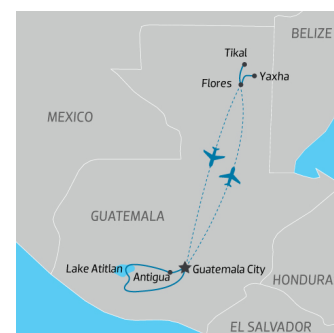 BELIZE
Tikal
Yaxha
Flores
MEXICO
GUATEMALA
Lake Atitlan
Guatemala City
Antigua
HONDURA
EL SALVADOR